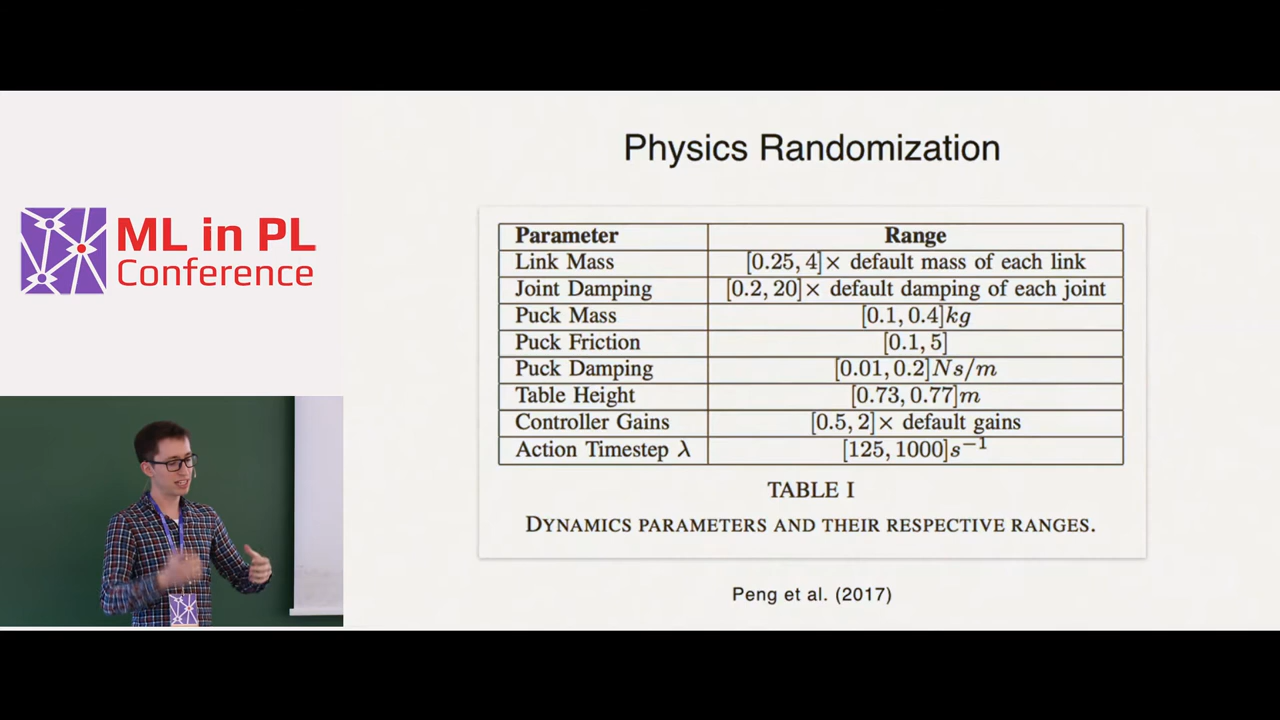 ML in PL
Conference
Physics Randomization
Parameter Range
Link Mass [0.25, 4]× default mass of each link
Joint Damping [0.2, 20]× default damping of each joint
Puck Mass [0.1, 0.4]kg
Puck Friction [0.1, 5]
Puck Damping [0.01, 0.2]Ns/m
Table Height [0.73, 0.77]m
Controller Gains [0.5, 2]× default gains
Action Timestep λ [125, 1000]s⁻¹
TABLE I
DYNAMICS PARAMETERS AND THEIR RESPECTIVE RANGES.
Peng et al. (2017)